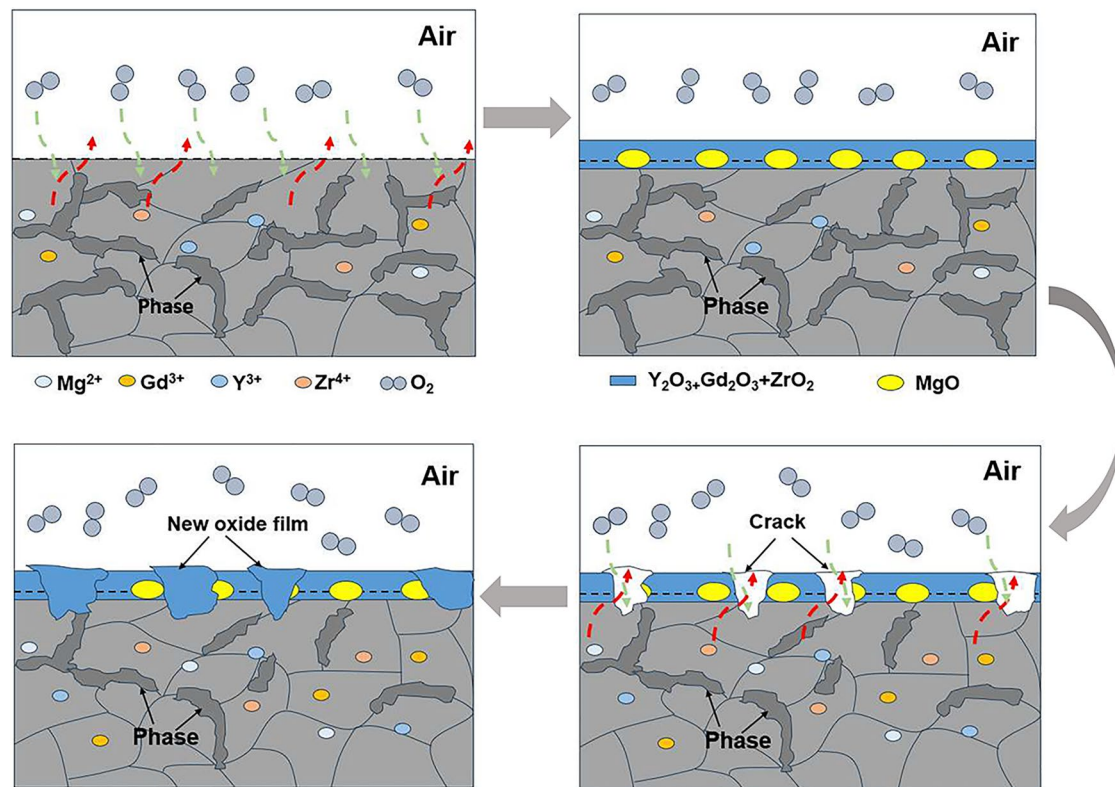 Air
Phase
Mg²⁺ Gd³⁺ Y³⁺ Zr⁴⁺ O₂
Air
Phase
Y₂O₃₊Gd₂O₃+ZrO₂ MgO
Air
New oxide film
Phase
Air
Crack
Phase